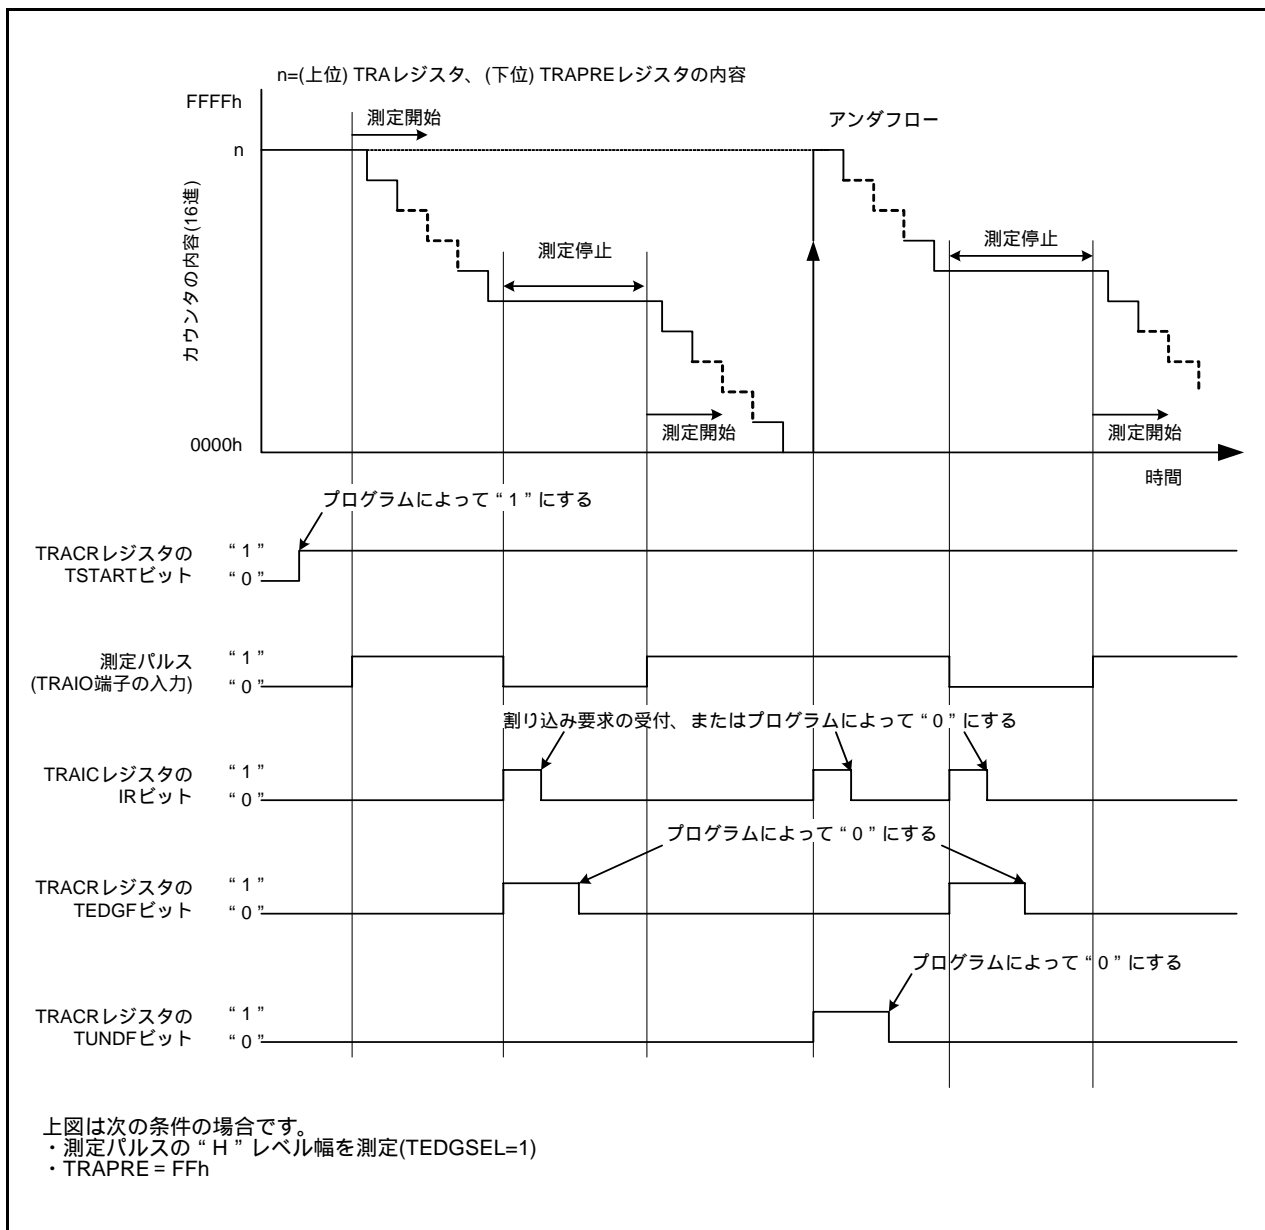 n=(上位) TRAレジスタ、(下位) TRAPREレジスタの内容
FFFFh
測定開始
アンダフロー
n
カウンタの内容(16進)
測定停止
測定停止
測定開始
測定開始
0000h
時間
プログラムによって“1”にする
TRACRレジスタの
TSTARTビット
“1”
“0”
測定パルス
(TRAIO端子の入力)
“1”
“0”
割り込み要求の受付、またはプログラムによって“0”にする
TRAICレジスタの
IRビット
“1”
“0”
プログラムによって“0”にする
TRACRレジスタの
TEDGFビット
“1”
“0”
プログラムによって“0”にする
TRACRレジスタの
TUNDFビット
“1”
“0”
上図は次の条件の場合です。
・測定パルスの“H”レベル幅を測定(TEDGSEL=1)
・TRAPRE = FFh